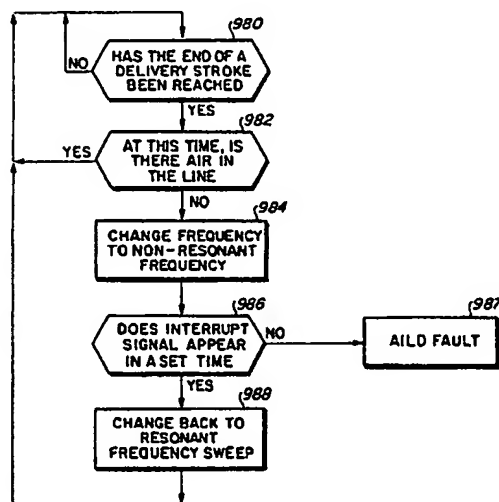 980
HAS THE END OF A
DELIVERY STROKE
BEEN REACHED
NO
YES
982
AT THIS TIME, IS
THERE AIR IN
THE LINE
YES
NO
984
CHANGE FREQUENCY
TO NON-RESONANT
FREQUENCY
986
DOES INTERRUPT
SIGNAL APPEAR
IN A SET TIME
NO
987
AILD FAULT
YES
988
CHANGE BACK TO
RESONANT
FREQUENCY SWEEP